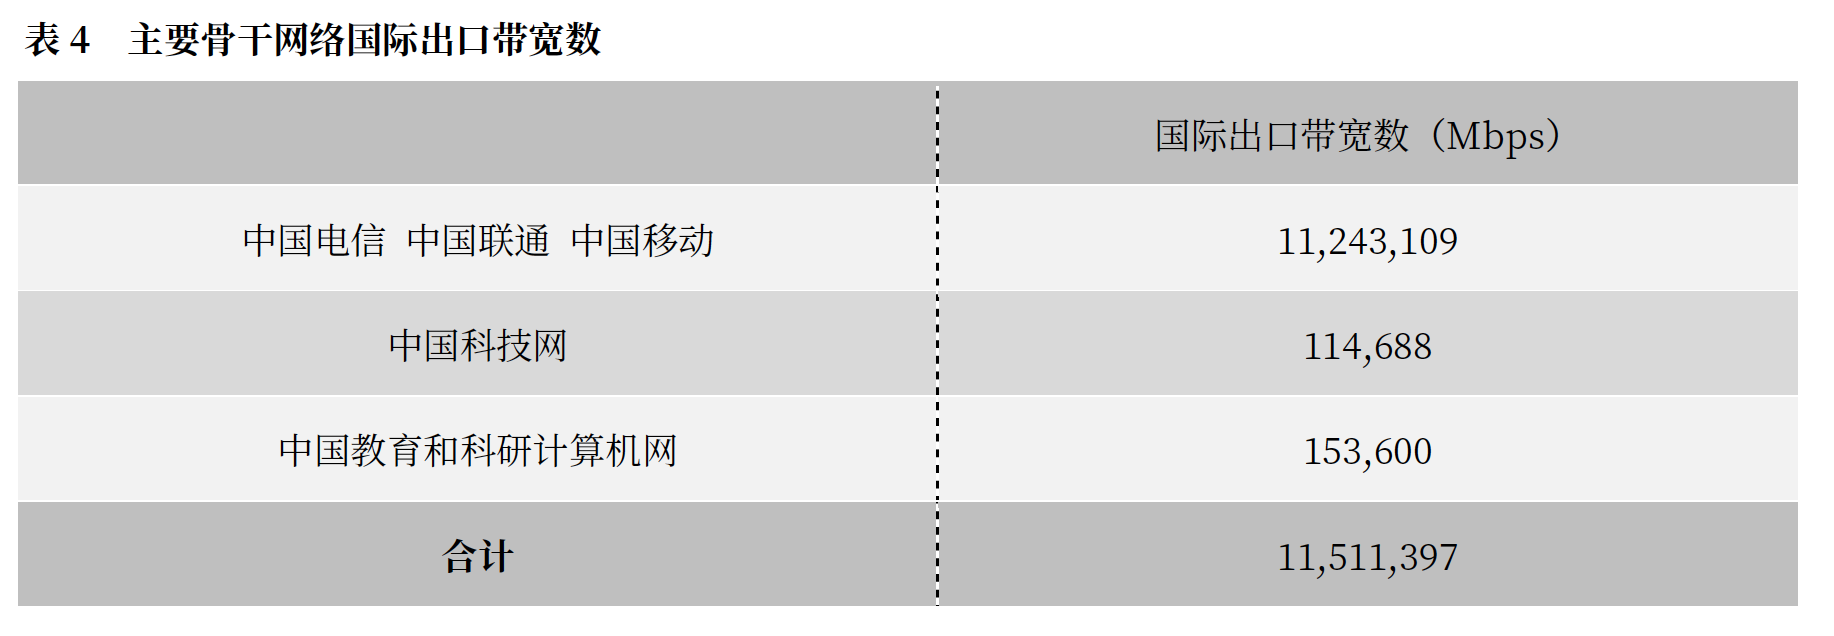 表 4　主要骨干网络国际出口带宽数
国际出口带宽数（Mbps）
中国电信 中国联通 中国移动 11,243,109
中国科技网 114,688
中国教育和科研计算机网 153,600
合计 11,511,397